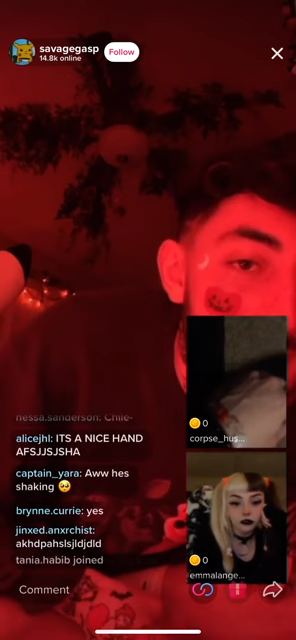 savagegasp
14.8k online
Follow
nessa.sanderson: Chile-
alicejhl: ITS A NICE HAND
AFSJJSJSHA
captain_yara: Aww hes
shaking 🥺
brynne.currie: yes
jinxed.anxrchist:
akhdpahslsjldjdld
tania.habib joined
0
corpse_hus...
0
emmalange...
Comment